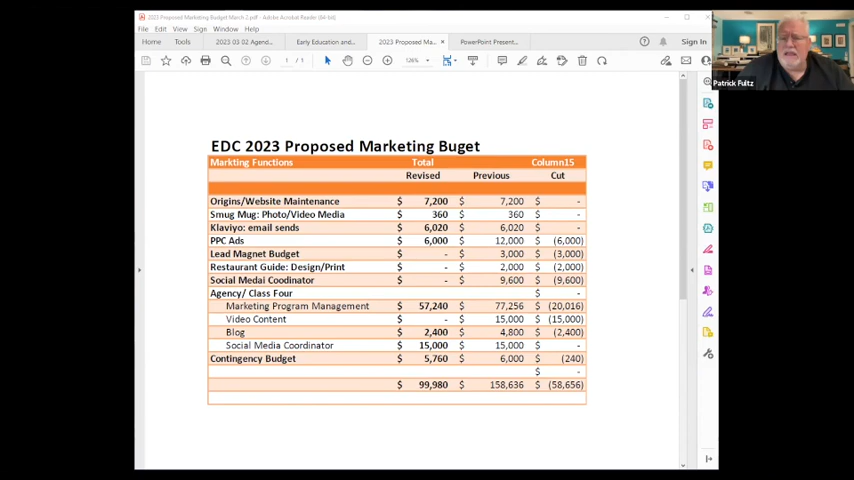 2023 Proposed Marketing Budget March 2.pdf - Adobe Acrobat Reader (64-bit)
File Edit View Sign Window Help
Home Tools 2023 03 02 Agend... Early Education and... 2023 Proposed Ma... × PowerPoint Present... Sign In
1 / 1 126%
Patrick Fultz
EDC 2023 Proposed Marketing Buget
Markting Functions Total Column15
Revised Previous Cut
Origins/Website Maintenance $ 7,200 $ 7,200 $ -
Smug Mug: Photo/Video Media $ 360 $ 360 $ -
Klaviyo: email sends $ 6,020 $ 6,020 $ -
PPC Ads $ 6,000 $ 12,000 $ (6,000)
Lead Magnet Budget $ - $ 3,000 $ (3,000)
Restaurant Guide: Design/Print $ - $ 2,000 $ (2,000)
Social Medai Coodinator $ - $ 9,600 $ (9,600)
Agency/ Class Four $ -
Marketing Program Management $ 57,240 $ 77,256 $ (20,016)
Video Content $ - $ 15,000 $ (15,000)
Blog $ 2,400 $ 4,800 $ (2,400)
Social Media Coordinator $ 15,000 $ 15,000 $ -
Contingency Budget $ 5,760 $ 6,000 $ (240)
$ -
$ 99,980 $ 158,636 $ (58,656)